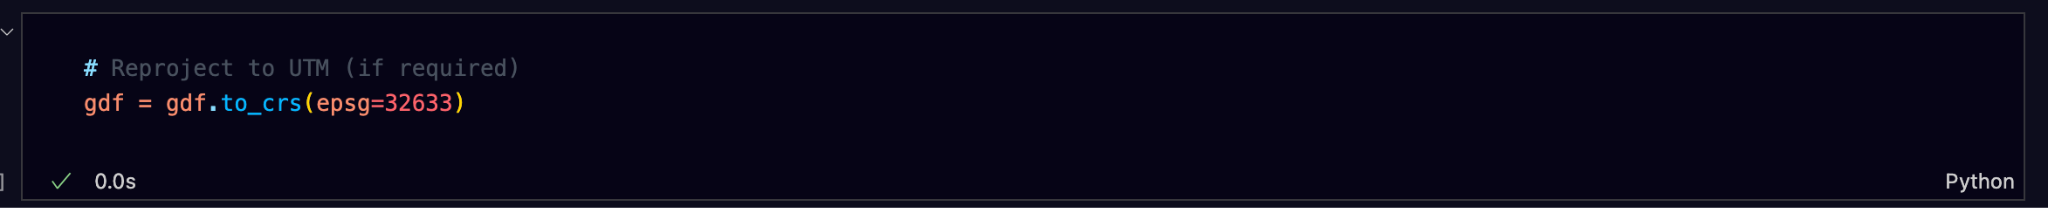 # Reproject to UTM (if required)
gdf = gdf.to_crs(epsg=32633)
] ✓ 0.0s Python